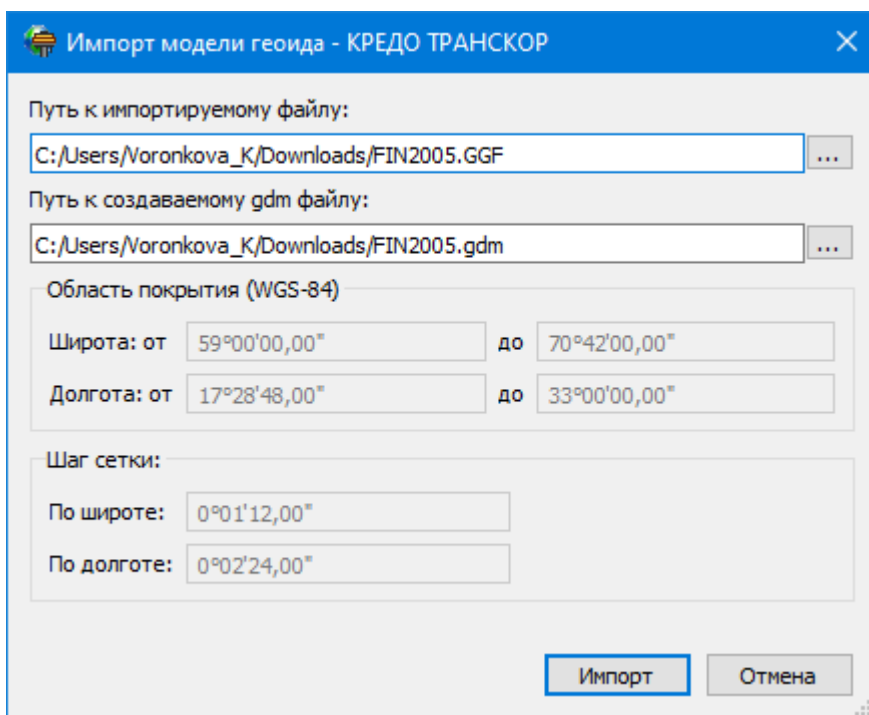 Импорт модели геоида - КРЕДО ТРАНСКОР
Путь к импортируемому файлу:
C:/Users/Voronkova_K/Downloads/FIN2005.GGF ...
Путь к создаваемому gdm файлу:
C:/Users/Voronkova_K/Downloads/FIN2005.gdm ...
Область покрытия (WGS-84)
Широта: от 59°00'00,00" до 70°42'00,00"
Долгота: от 17°28'48,00" до 33°00'00,00"
Шаг сетки:
По широте: 0°01'12,00"
По долготе: 0°02'24,00"
Импорт Отмена